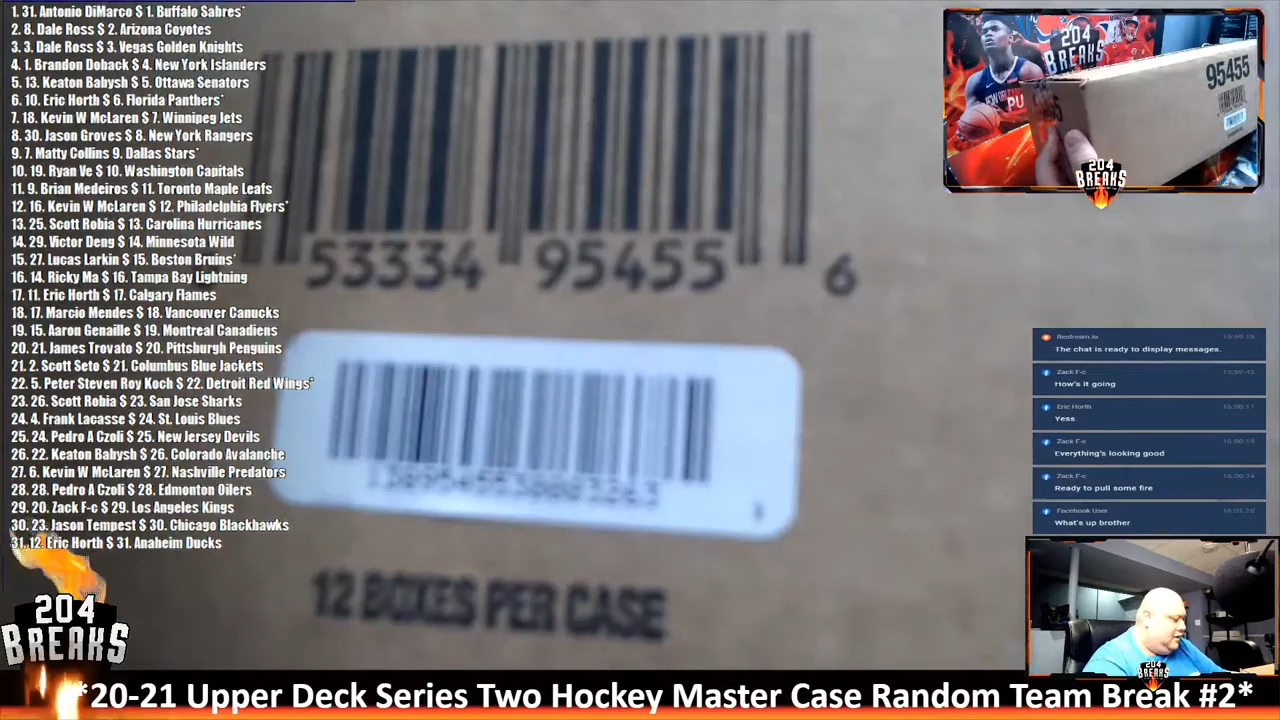 1. 31. Antonio DiMarco $ 1. Buffalo Sabres*
2. 8. Dale Ross $ 2. Arizona Coyotes
3. 3. Dale Ross $ 3. Vegas Golden Knights
4. 1. Brandon Doback $ 4. New York Islanders
5. 13. Keaton Babysh $ 5. Ottawa Senators
6. 10. Eric Horth $ 6. Florida Panthers*
7. 18. Kevin W McLaren $ 7. Winnipeg Jets
8. 30. Jason Groves $ 8. New York Rangers
9. 7. Matty Collins 9. Dallas Stars*
10. 19. Ryan Ve $ 10. Washington Capitals
11. 9. Brian Medeiros $ 11. Toronto Maple Leafs
12. 16. Kevin W McLaren $ 12. Philadelphia Flyers*
13. 25. Scott Robia $ 13. Carolina Hurricanes
14. 29. Victor Deng $ 14. Minnesota Wild
15. 27. Lucas Larkin $ 15. Boston Bruins*
16. 14. Ricky Ma $ 16. Tampa Bay Lightning
17. 11. Eric Horth $ 17. Calgary Flames
18. 17. Marcio Mendes $ 18. Vancouver Canucks
19. 15. Aaron Genaille $ 19. Montreal Canadiens
20. 21. James Trovato $ 20. Pittsburgh Penguins
21. 2. Scott Seto $ 21. Columbus Blue Jackets
22. 5. Peter Steven Roy Koch $ 22. Detroit Red Wings*
23. 26. Scott Robia $ 23. San Jose Sharks
24. 4. Frank Lacasse $ 24. St. Louis Blues
25. 24. Pedro A Czoli $ 25. New Jersey Devils
26. 22. Keaton Babysh $ 26. Colorado Avalanche
27. 6. Kevin W McLaren $ 27. Nashville Predators
28. 28. Pedro A Czoli $ 28. Edmonton Oilers
29. 20. Zack F-c $ 29. Los Angeles Kings
30. 23. Jason Tempest $ 30. Chicago Blackhawks
31. 12. Eric Horth $ 31. Anaheim Ducks
204
BREAKS
53334 95455 6
12 BOXES PER CASE
204
BREAKS
PU
95455
204
BREAKS
Restream.io
The chat is ready to display messages.
Zack F-c
How's it going
Eric Horth 16:00:11
Yess
Zack F-c
Everything's looking good
Zack F-c
Ready to pull some fire
Facebook User 16:01:20
What's up brother
204
BREAKS
*20-21 Upper Deck Series Two Hockey Master Case Random Team Break #2*